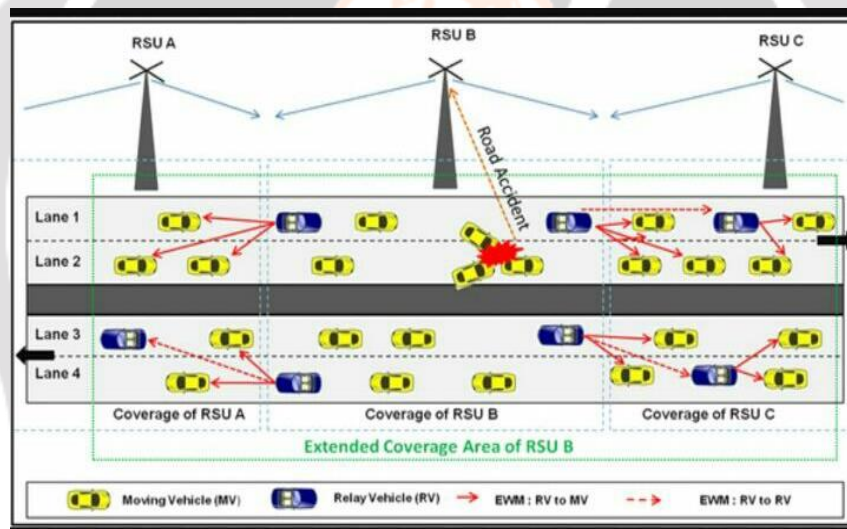 RSU A
RSU B
RSU C
Road Accident
Lane 1
Lane 2
Lane 3
Lane 4
Coverage of RSU A
Coverage of RSU B
Coverage of RSU C
Extended Coverage Area of RSU B
Moving Vehicle (MV)
Relay Vehicle (RV)
EWM: RV to MV
EWM : RV to RV